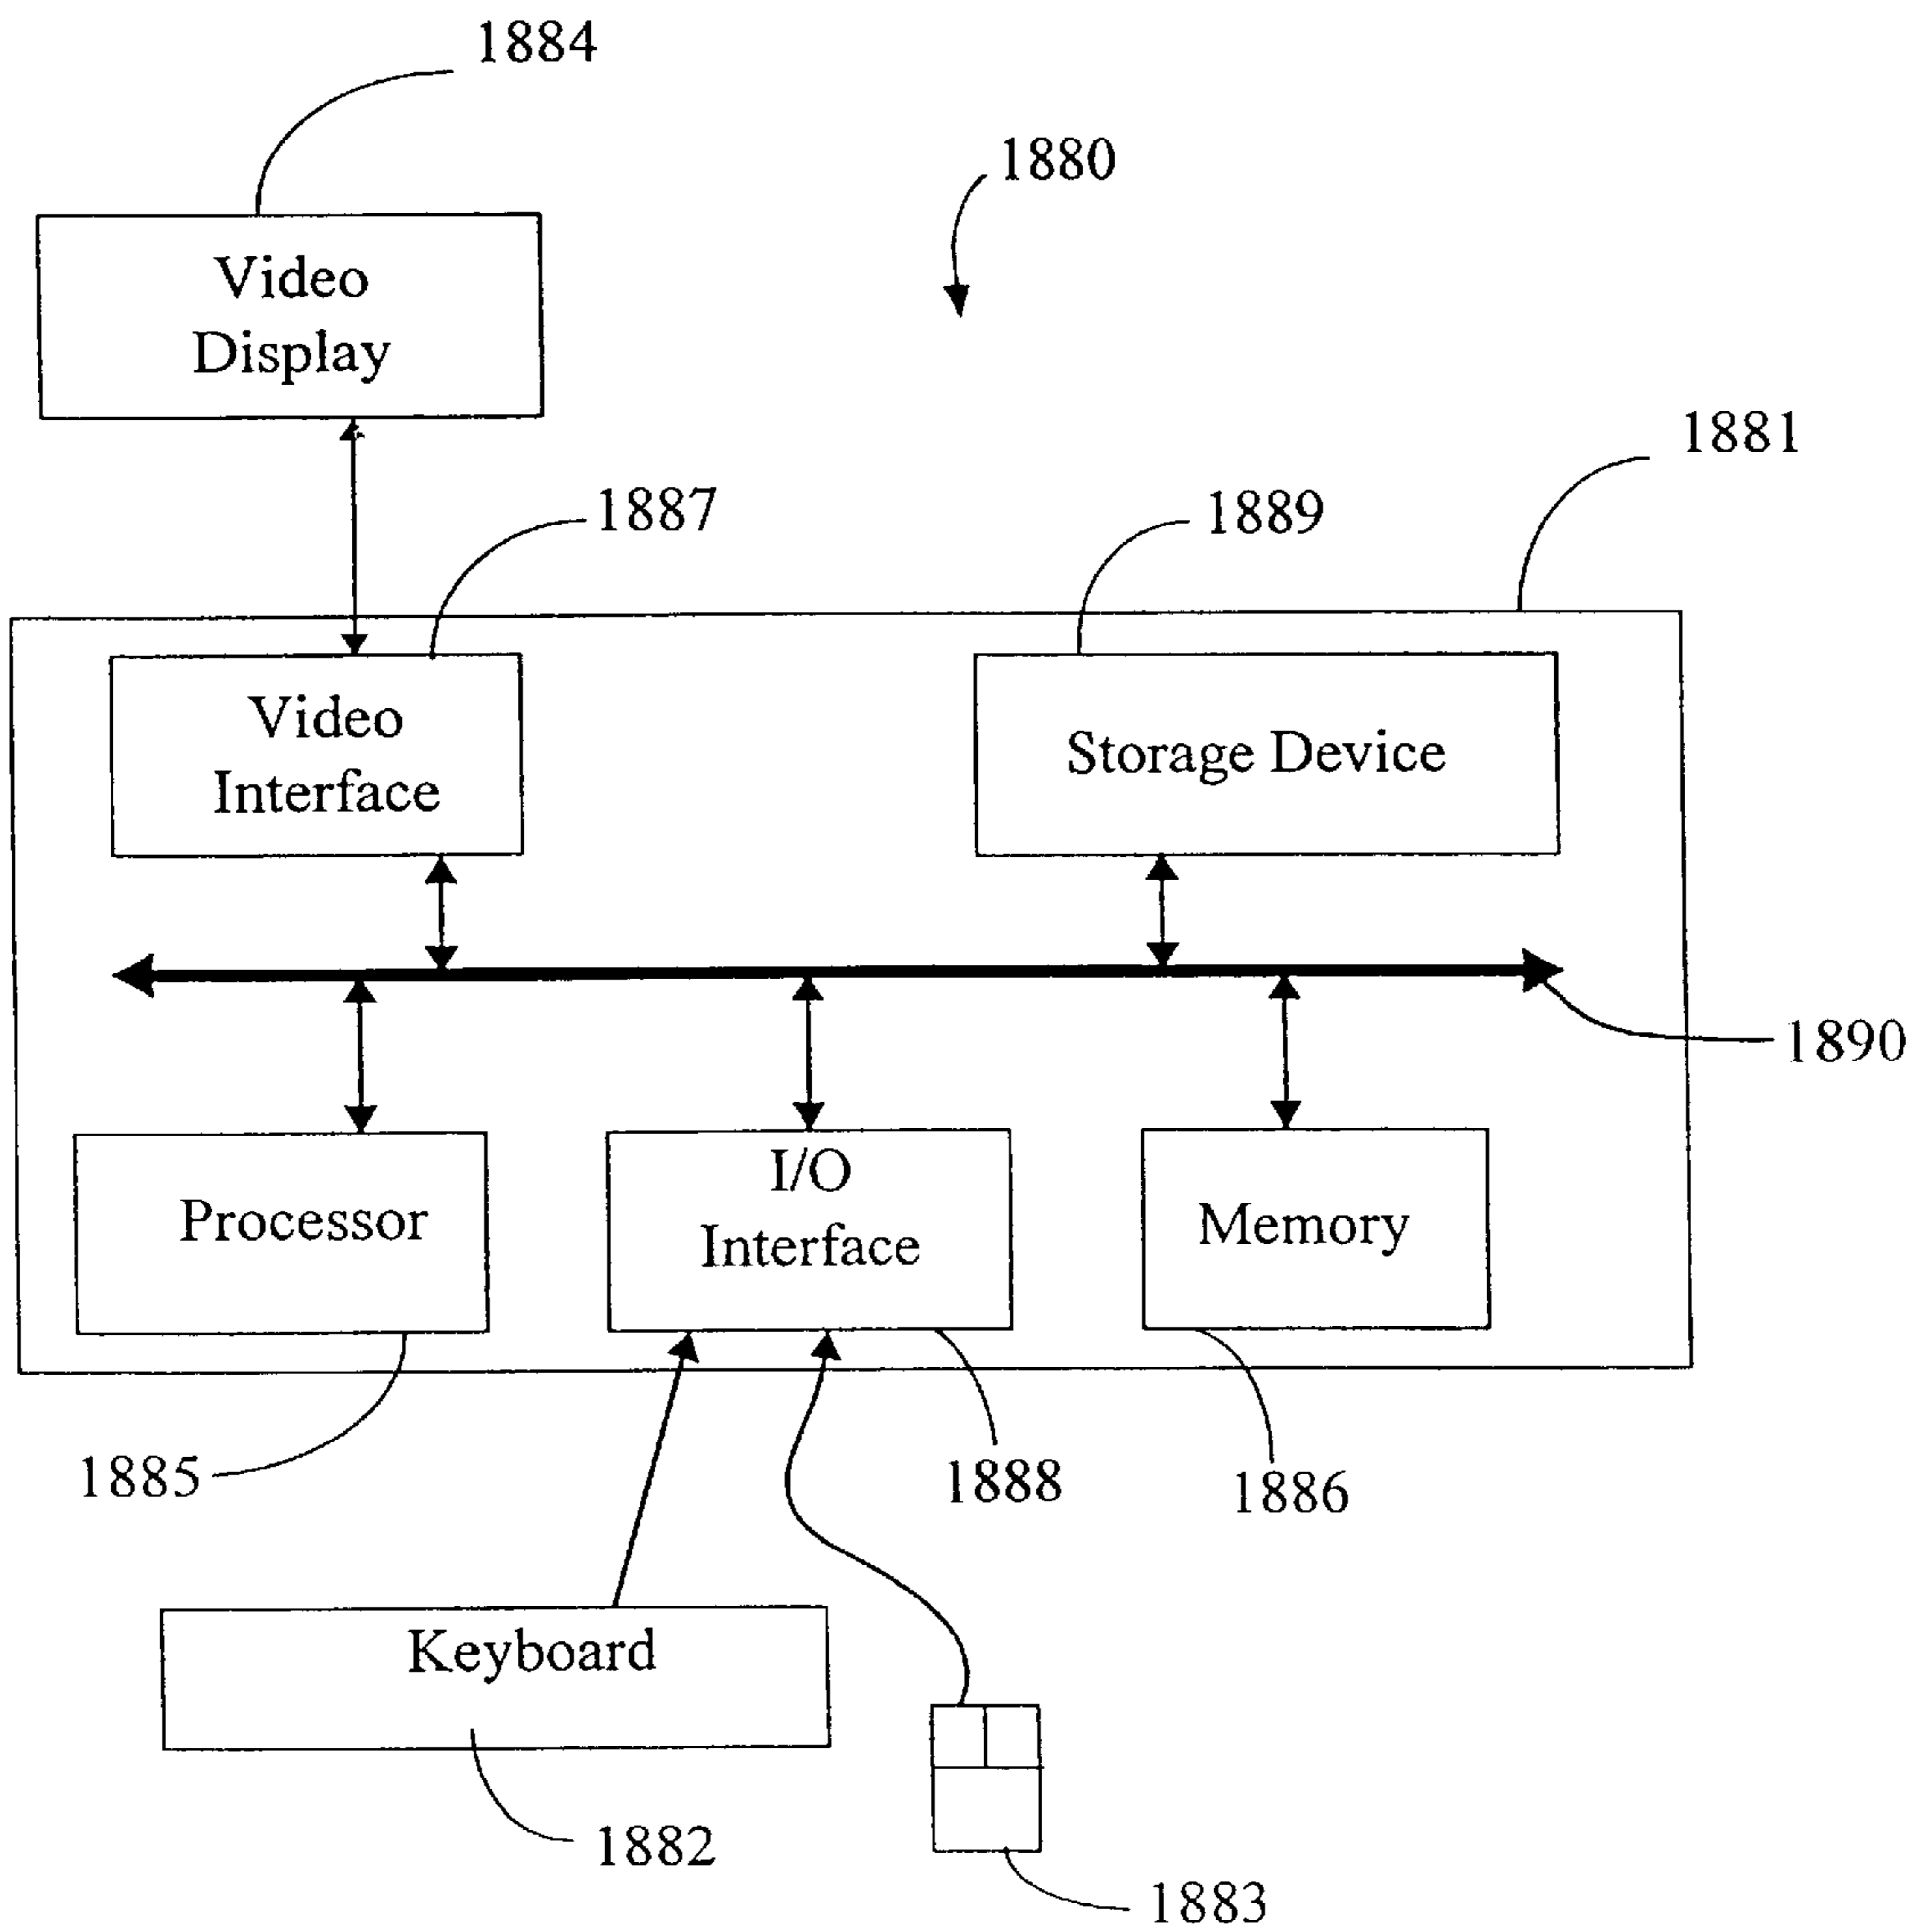 1884
1880
Video
Display
1881
1887
1889
Video
Interface
Storage Device
1890
I/O
Processor
Interface
Memory
1885
1888
1886
Keyboard
1882
1883